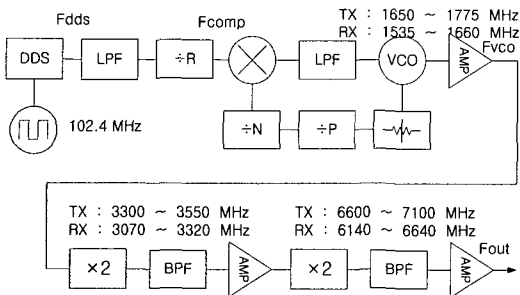 Fdds
Fcomp
TX : 1650 ~ 1775 MHz
RX : 1535 ~ 1660 MHz
Fvco
DDS
LPF
÷R
LPF
VCO
AMP
102.4 MHz
÷N
÷P
TX : 3300 ~ 3550 MHz
RX : 3070 ~ 3320 MHz
TX : 6600 ~ 7100 MHz
RX : 6140 ~ 6640 MHz
Fout
×2
BPF
AMP
×2
BPF
AMP